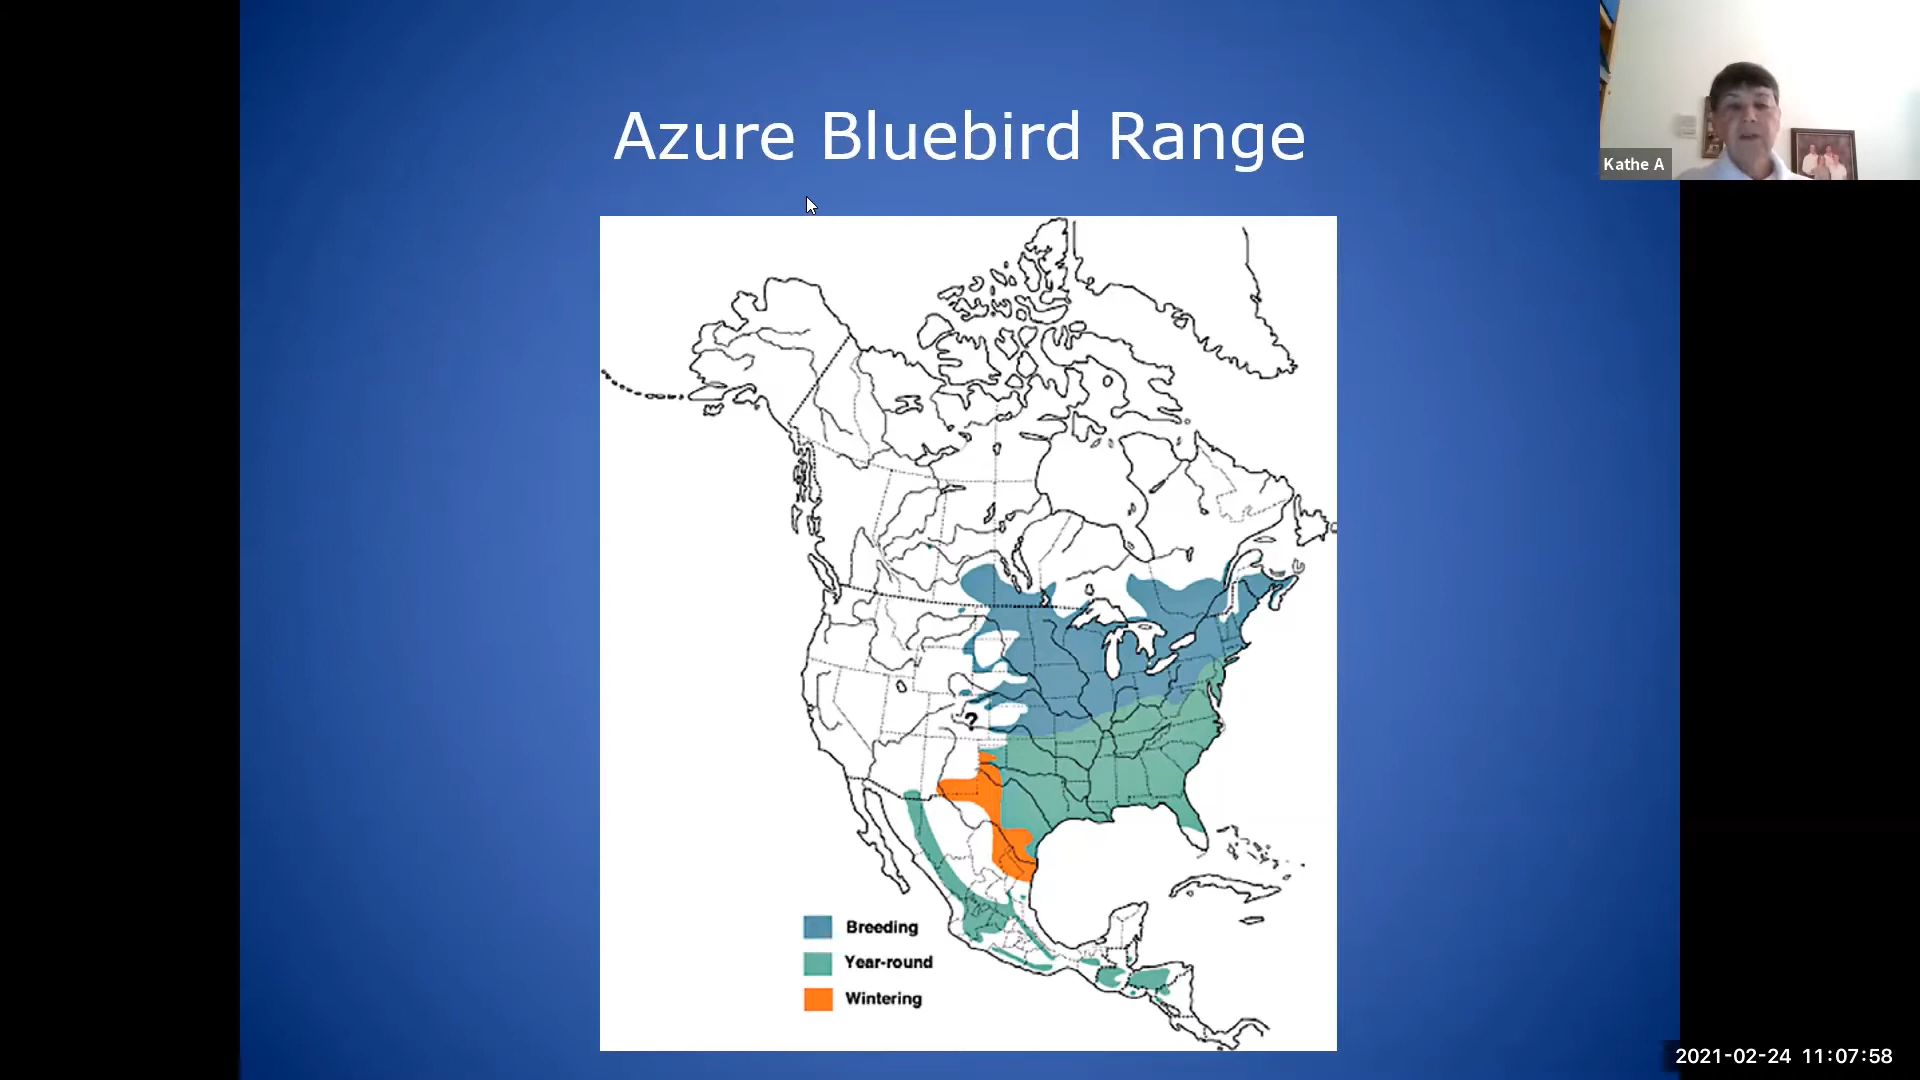 Azure Bluebird Range
Kathe A
?
Breeding
Year-round
Wintering
2021-02-24 11:07:58